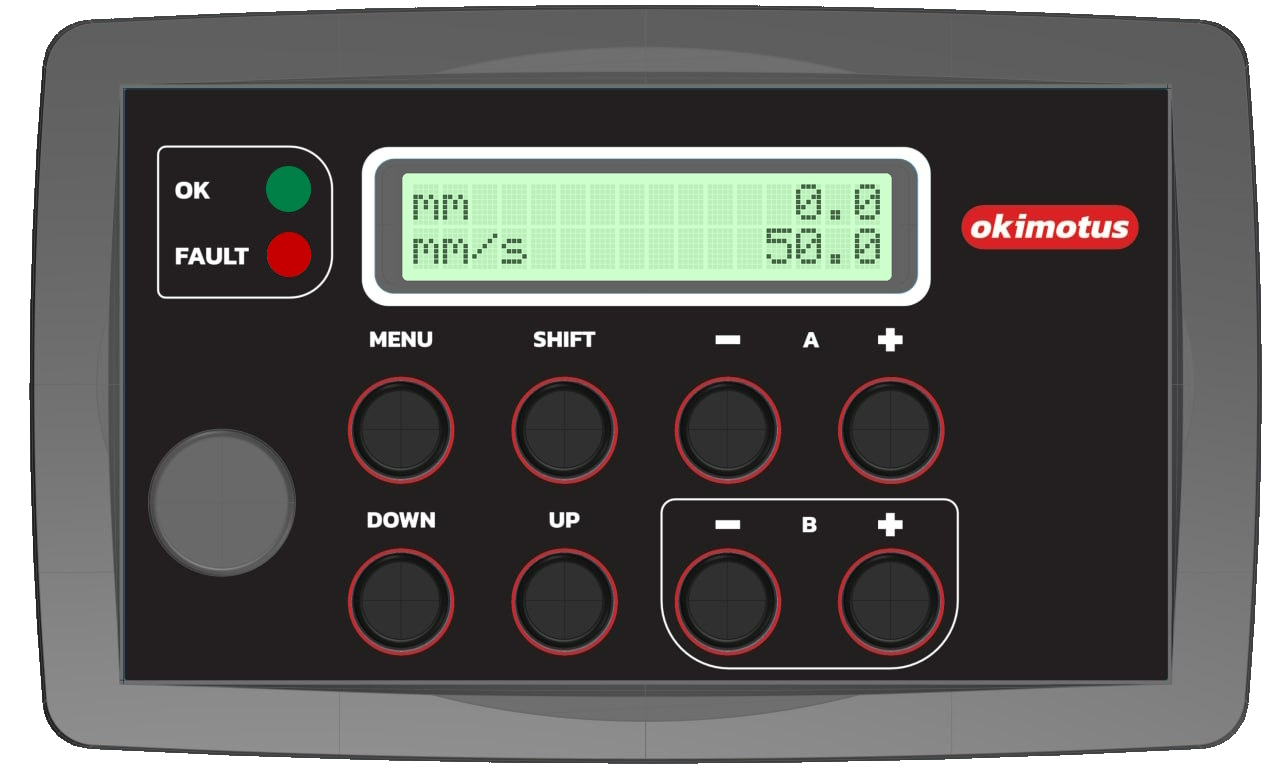 OK
FAULT
mm 0.0
mm/s 50.0
okimotus
MENU SHIFT − A +
DOWN UP − B +